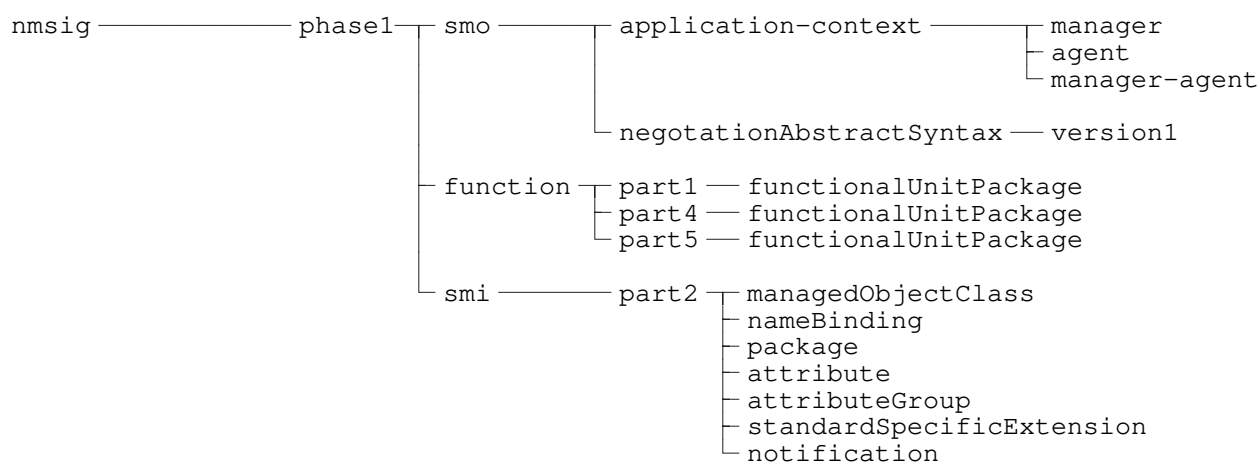 nmsig phase1 smo application-context manager
agent
manager-agent
negotationAbstractSyntax version1
function part1 functionalUnitPackage
part4 functionalUnitPackage
part5 functionalUnitPackage
smi part2 managedObjectClass
nameBinding
package
attribute
attributeGroup
standardSpecificExtension
notification